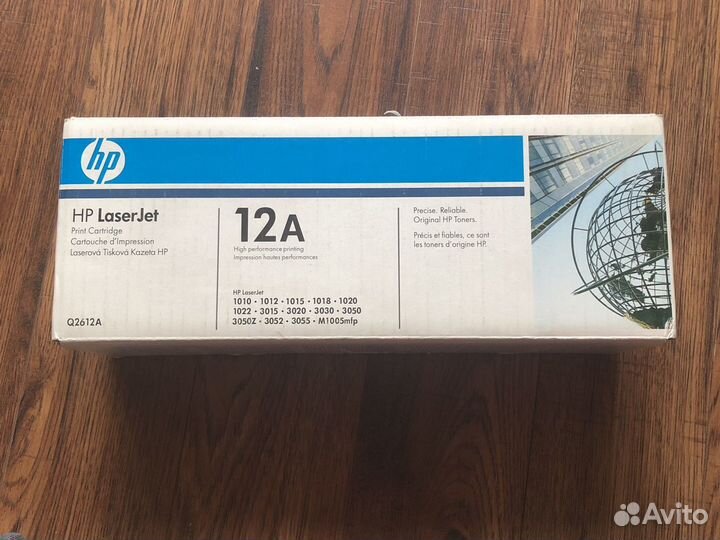 hp
HP LaserJet
Print Cartridge
Cartouche d'Impression
Laserová Tisková Kazeta HP
Q2612A
12A
High performance printing
Impression hautes performances
HP LaserJet
1010 • 1012 • 1015 • 1018 • 1020
1022 • 3015 • 3020 • 3030 • 3050
3050Z • 3052 • 3055 • M1005mfp
Precise. Reliable.
Original HP Toners.
Précis et fiables, ce sont
les toners d'origine HP.
Avito